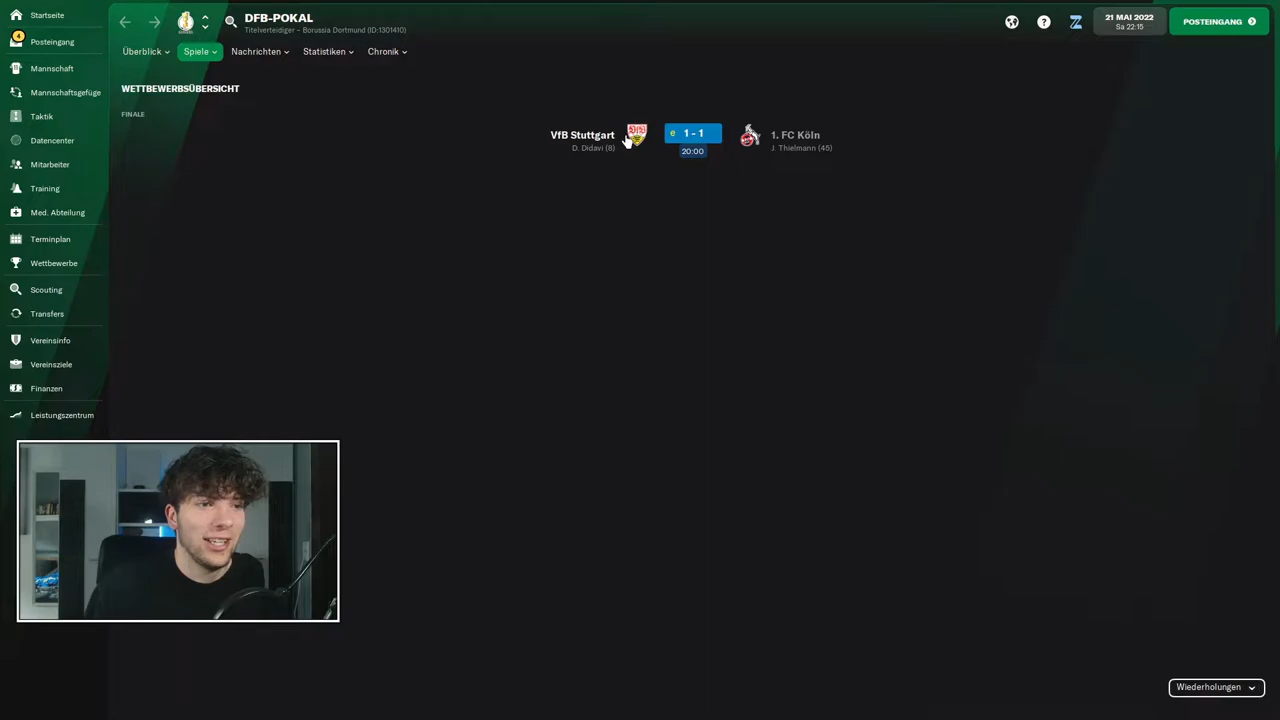 Startseite
4
Posteingang
Mannschaft
Mannschaftsgefüge
Taktik
Datencenter
Mitarbeiter
Training
Med. Abteilung
Terminplan
Wettbewerbe
Scouting
Transfers
Vereinsinfo
Vereinsziele
Finanzen
Leistungszentrum
DFB-POKAL
Titelverteidiger – Borussia Dortmund (ID:1301410)
21 MAI 2022
Sa 22:15
POSTEINGANG
Überblick
Spiele
Nachrichten
Statistiken
Chronik
WETTBEWERBSÜBERSICHT
FINALE
VfB Stuttgart
e 1 - 1
1. FC Köln
D. Didavi (8)
20:00
J. Thielmann (45)
Wiederholungen